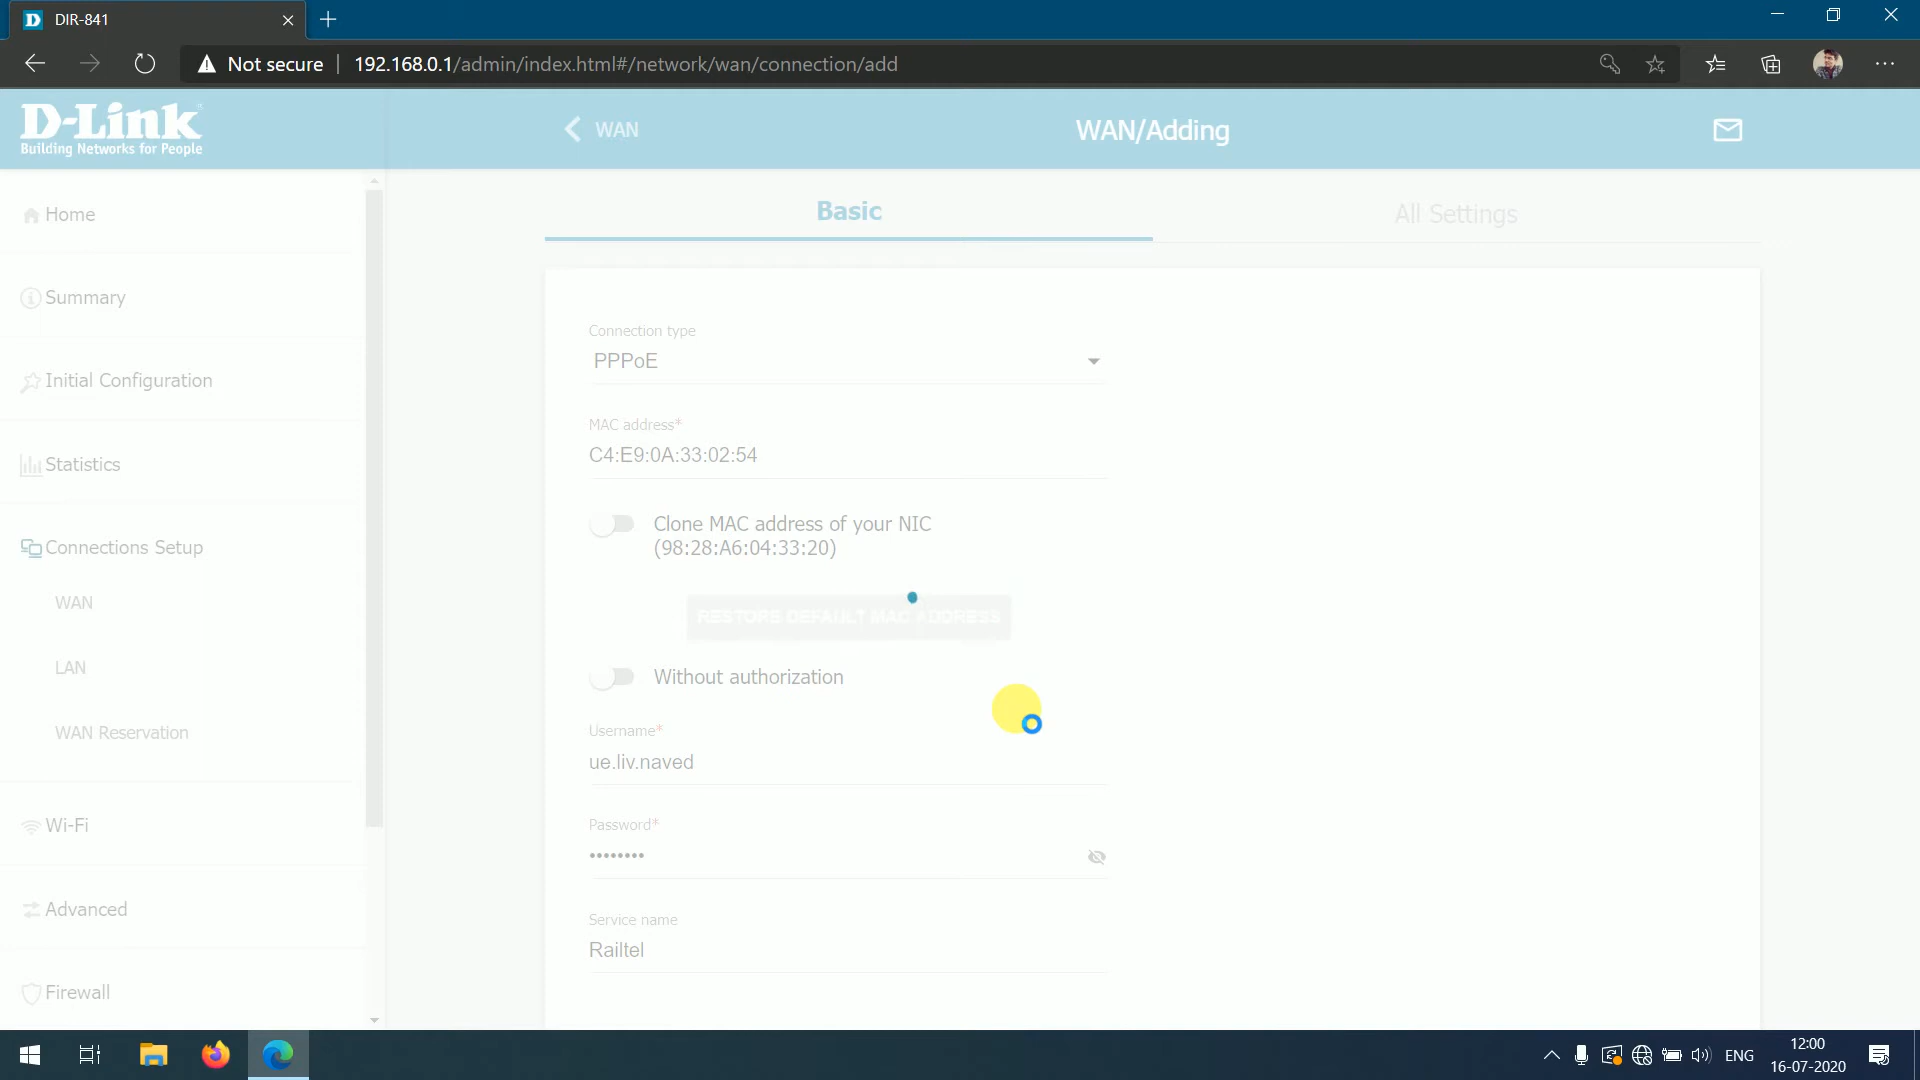 DIR-841
Not secure
192.168.0.1/admin/index.html#/network/wan/connection/add
D-Link
Building Networks for People
WAN
WAN/Adding
Home
Summary
Initial Configuration
Statistics
Connections Setup
WAN
LAN
WAN Reservation
Wi-Fi
Advanced
Firewall
Basic
All Settings
Connection type
PPPoE
MAC address*
C4:E9:0A:33:02:54
Clone MAC address of your NIC
(98:28:A6:04:33:20)
RESTORE DEFAULT MAC ADDRESS
Without authorization
Username*
ue.liv.naved
Password*
••••••••
Service name
Railtel
ENG
12:00
16-07-2020